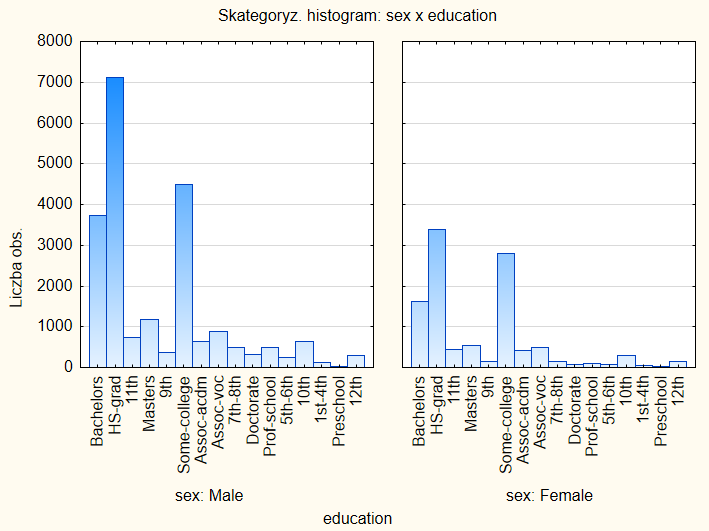 Skategoryz. histogram: sex x education
Liczba obs.
8000
7000
6000
5000
4000
3000
2000
1000
0
Bachelors
HS-grad
11th
Masters
9th
Some-college
Assoc-acdm
Assoc-voc
7th-8th
Doctorate
Prof-school
5th-6th
10th
1st-4th
Preschool
12th
sex: Male
Bachelors
HS-grad
11th
Masters
9th
Some-college
Assoc-acdm
Assoc-voc
7th-8th
Doctorate
Prof-school
5th-6th
10th
1st-4th
Preschool
12th
sex: Female
education